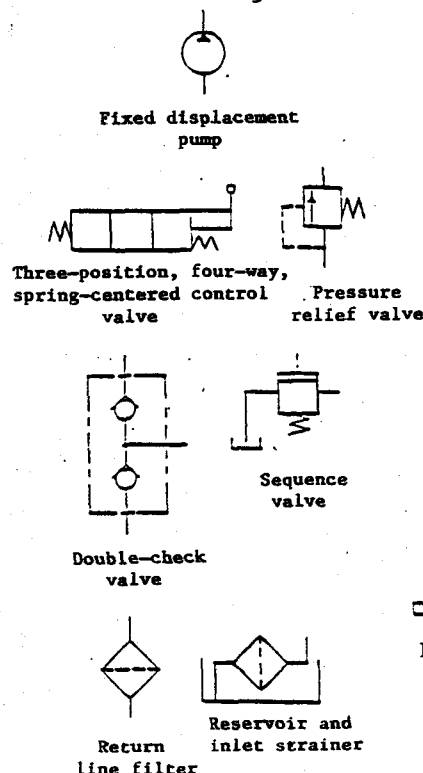 Fixed displacement
pump
Three-position, four-way,
spring-centered control
valve
Pressure
relief valve
Double-check
valve
Sequence
valve
Return
line filter
Reservoir and
inlet strainer